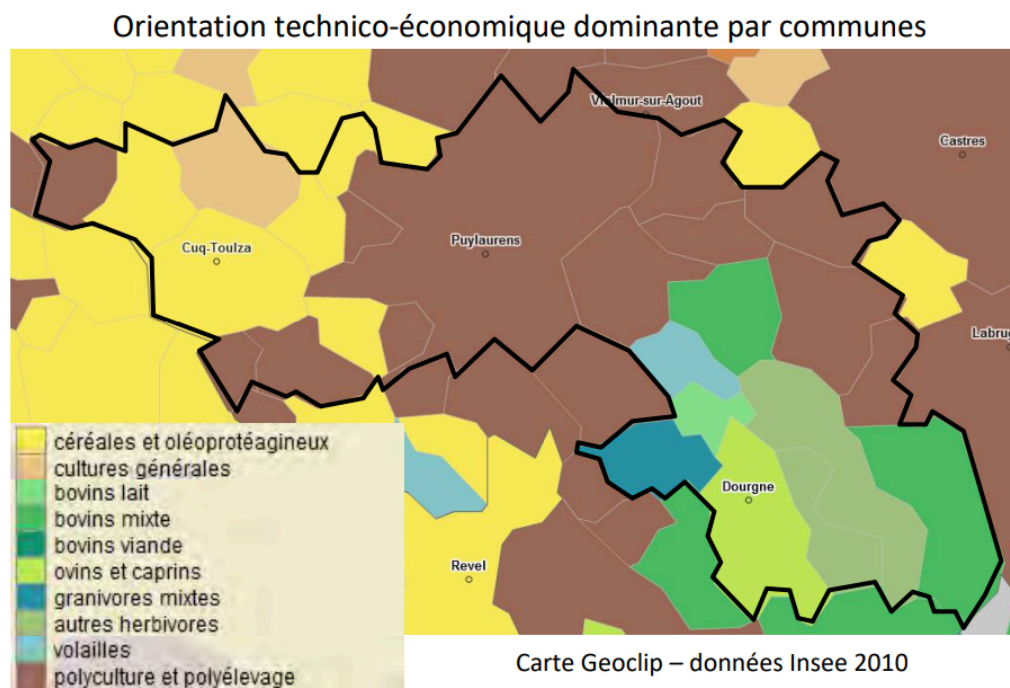 Orientation technico-économique dominante par communes
Vielmur-sur-Agout
Castres
Puylaurens
Cuq-Toulza
Labrug
céréales et oléoprotéagineux
cultures générales
bovins lait
bovins mixte
bovins viande
ovins et caprins
granivores mixtes
autres herbivores
volailles
polyculture et polyélevage
Dourgne
Revel
Carte Geoclip – données Insee 2010